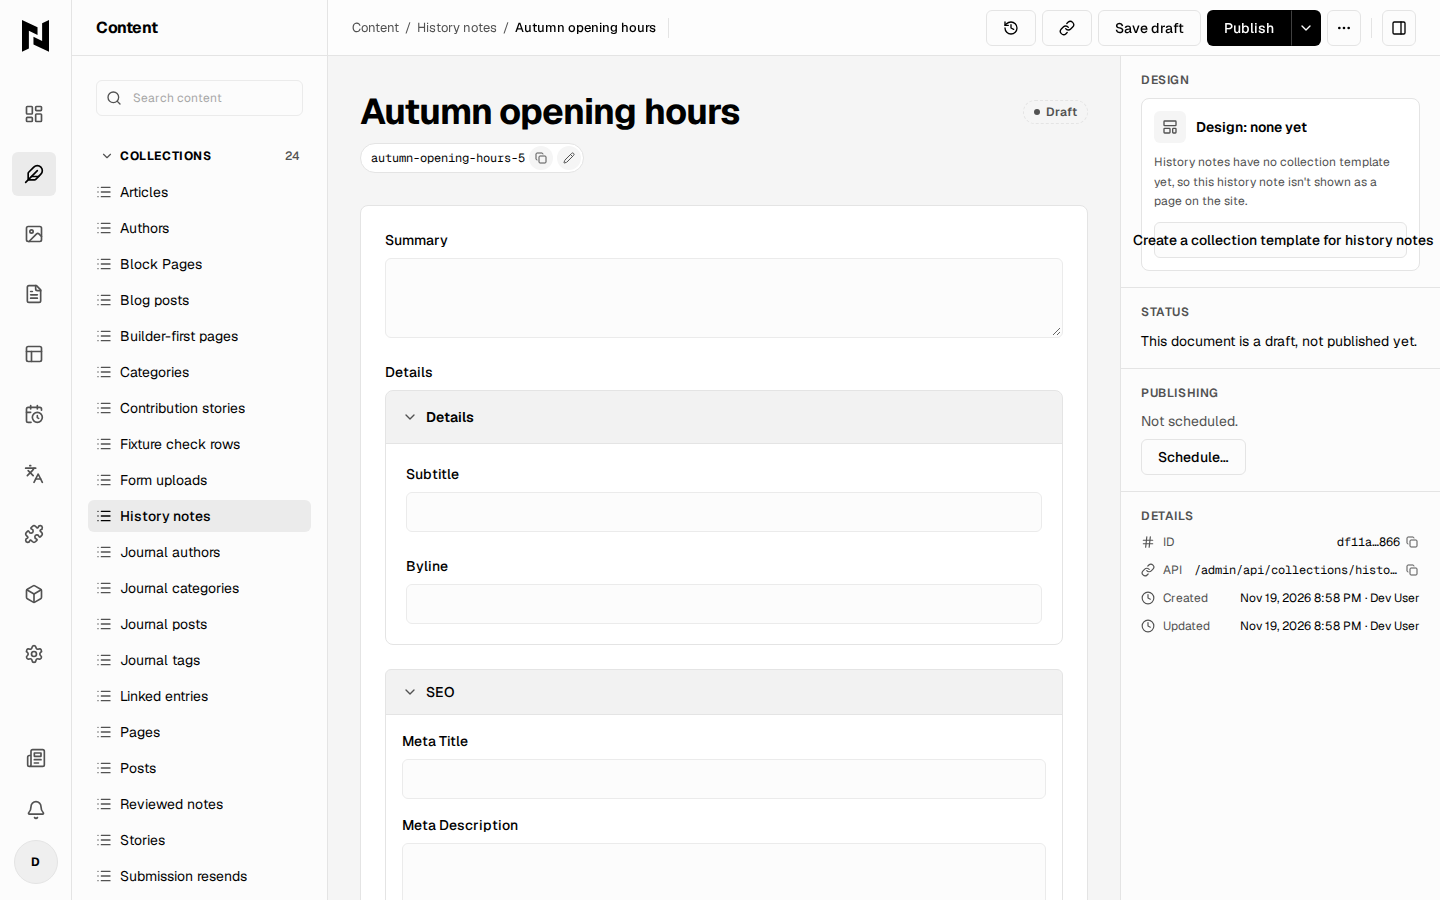 Content
Search content
COLLECTIONS 24
Articles
Authors
Block Pages
Blog posts
Builder-first pages
Categories
Contribution stories
Fixture check rows
Form uploads
History notes
Journal authors
Journal categories
Journal posts
Journal tags
Linked entries
Pages
Posts
Reviewed notes
Stories
Submission resends
D
Content / History notes / Autumn opening hours
Save draft
Publish
Autumn opening hours
Draft
autumn-opening-hours-5
Summary
Details
Details
Subtitle
Byline
SEO
Meta Title
Meta Description
DESIGN
Design: none yet
History notes have no collection template
yet, so this history note isn't shown as a
page on the site.
Create a collection template for history notes
STATUS
This document is a draft, not published yet.
PUBLISHING
Not scheduled.
Schedule…
DETAILS
ID df11a…866
API /admin/api/collections/histo…
Created Nov 19, 2026 8:58 PM · Dev User
Updated Nov 19, 2026 8:58 PM · Dev User